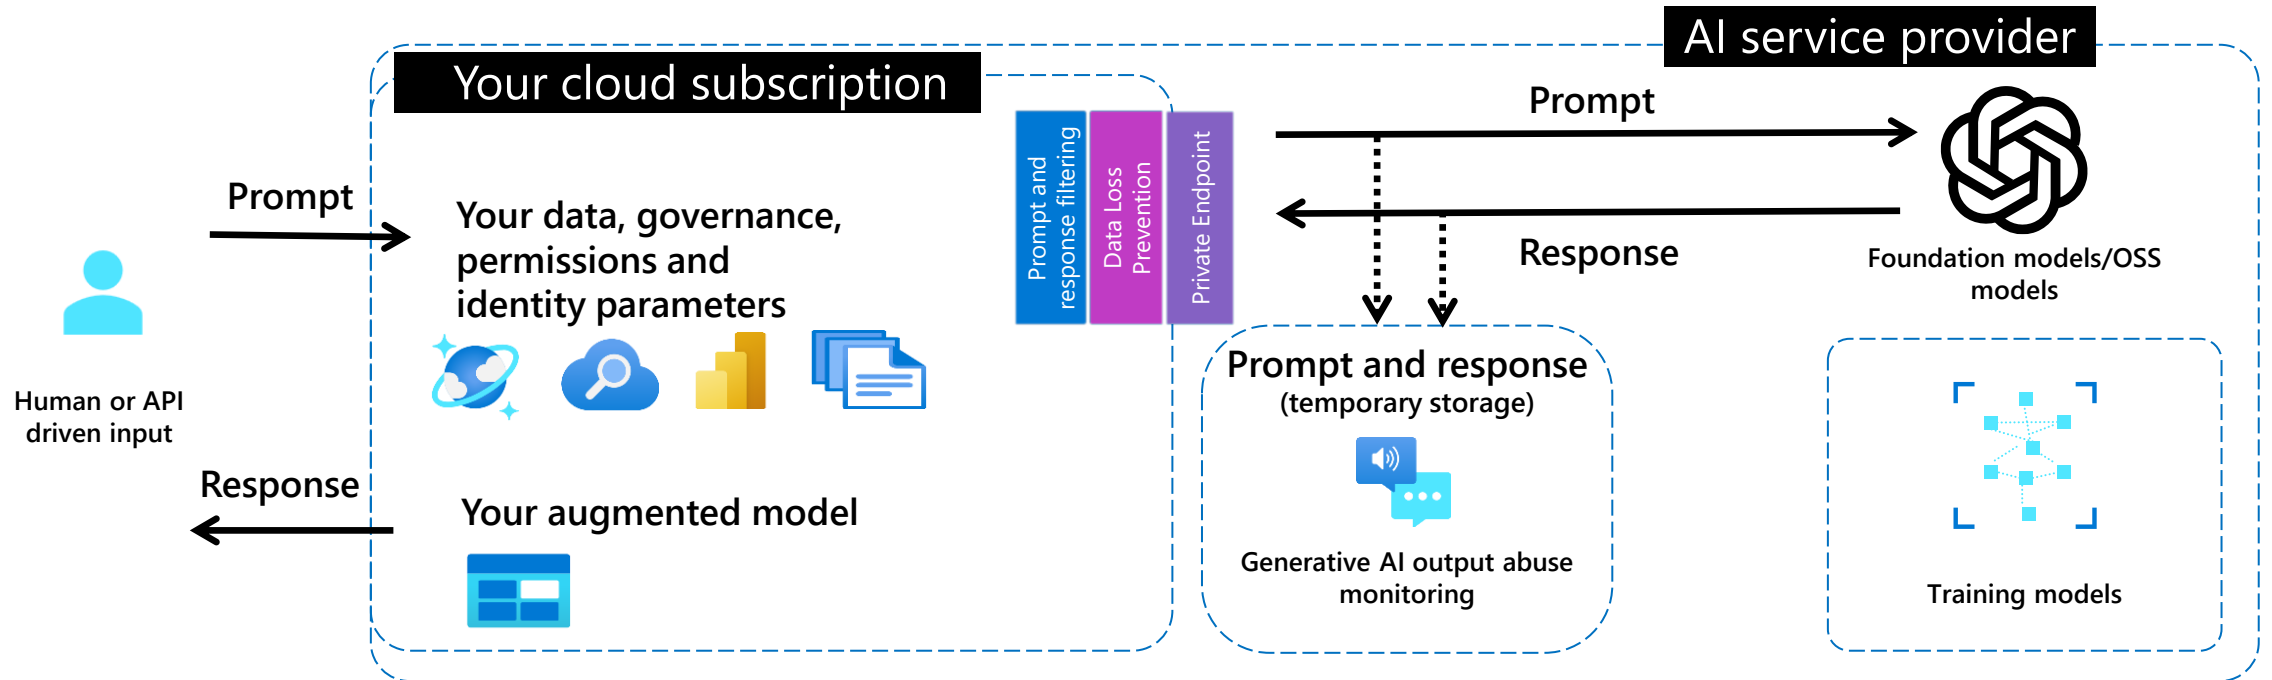 AI service provider
Your cloud subscription
Prompt
Prompt
Your data, governance,
permissions and
identity parameters
Prompt and
response filtering
Data Loss
Prevention
Private Endpoint
Response
Foundation models/OSS
models
Human or API
driven input
Prompt and response
(temporary storage)
Response
Your augmented model
Generative AI output abuse
monitoring
Training models